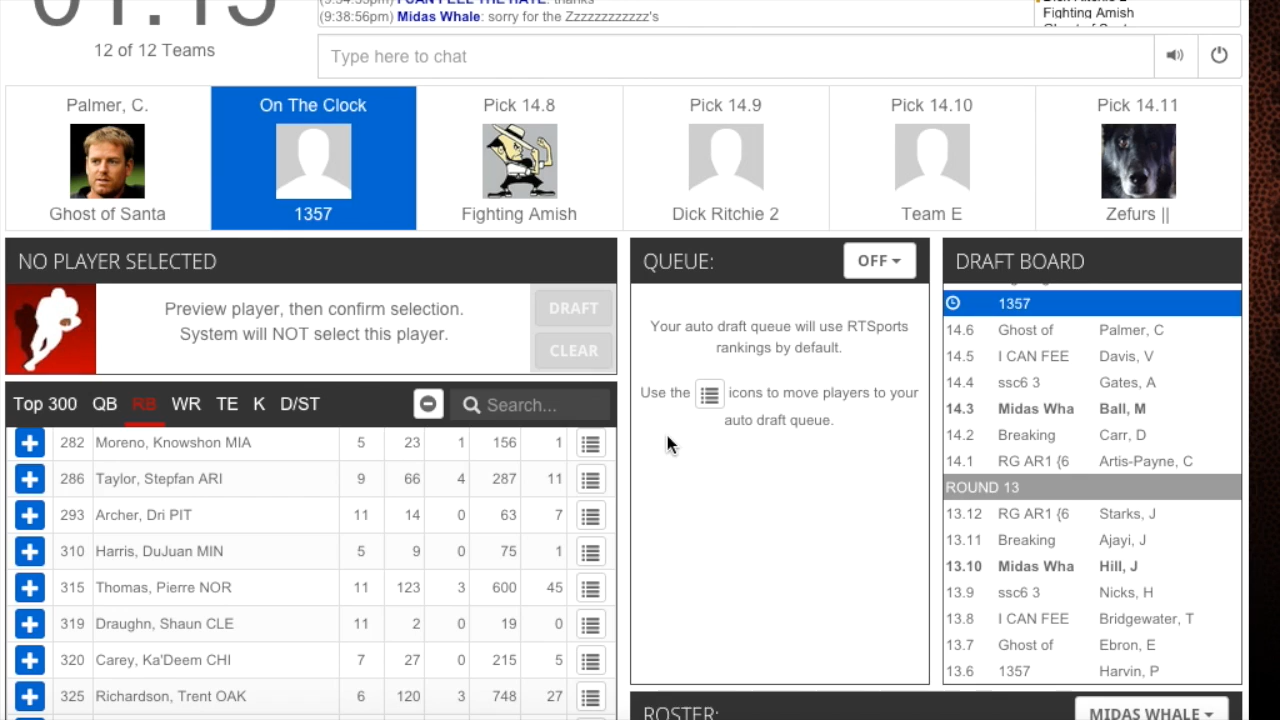 01:15
(9:38:56pm) Midas Whale: sorry for the Zzzzzzzzzzzz's
Fighting Amish
12 of 12 Teams
Type here to chat
Palmer, C.
Ghost of Santa
On The Clock
1357
Pick 14.8
Fighting Amish
Pick 14.9
Dick Ritchie 2
Pick 14.10
Team E
Pick 14.11
Zefurs ||
NO PLAYER SELECTED
Preview player, then confirm selection.
System will NOT select this player.
DRAFT
CLEAR
Top 300 QB RB WR TE K D/ST
Search...
282 Moreno, Knowshon MIA 5 23 1 156 1
286 Taylor, Stepfan ARI 9 66 4 287 11
293 Archer, Dri PIT 11 14 0 63 7
310 Harris, DuJuan MIN 5 9 0 75 1
315 Thomas, Pierre NOR 11 123 3 600 45
319 Draughn, Shaun CLE 11 2 0 19 0
320 Carey, Ka'Deem CHI 7 27 0 215 5
325 Richardson, Trent OAK 6 120 3 748 27
QUEUE:
OFF
Your auto draft queue will use RTSports
rankings by default.
Use the icons to move players to your
auto draft queue.
DRAFT BOARD
1357
14.6 Ghost of Palmer, C
14.5 I CAN FEE Davis, V
14.4 ssc6 3 Gates, A
14.3 Midas Wha Ball, M
14.2 Breaking Carr, D
14.1 RG AR1 {6 Artis-Payne, C
ROUND 13
13.12 RG AR1 {6 Starks, J
13.11 Breaking Ajayi, J
13.10 Midas Wha Hill, J
13.9 ssc6 3 Nicks, H
13.8 I CAN FEE Bridgewater, T
13.7 Ghost of Ebron, E
13.6 1357 Harvin, P
ROSTER:
MIDAS WHALE